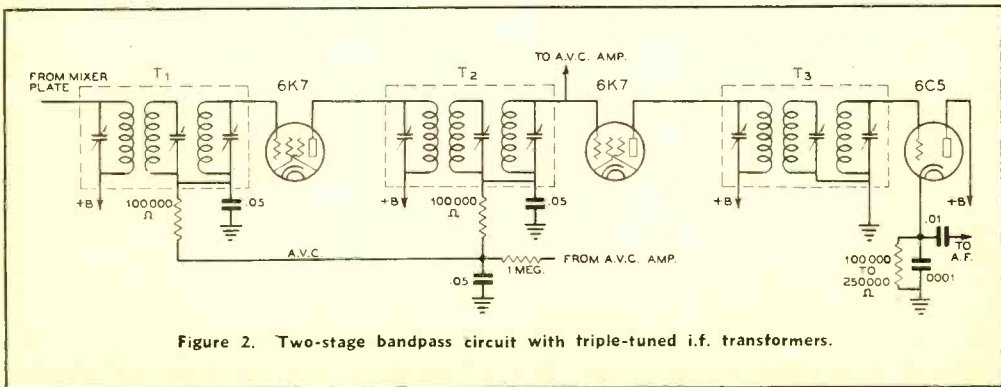 FROM MIXER
PLATE
T1
6K7
T2
TO A.V.C. AMP.
6K7
T3
6C5
+B
100000
Ω
.05
+B
100000
Ω
.05
+B
+B
.01
TO
A.F.
100000
TO
250000
Ω
.0001
A.V.C.
1 MEG.
FROM A.V.C. AMP.
.05
Figure 2. Two-stage bandpass circuit with triple-tuned i.f. transformers.